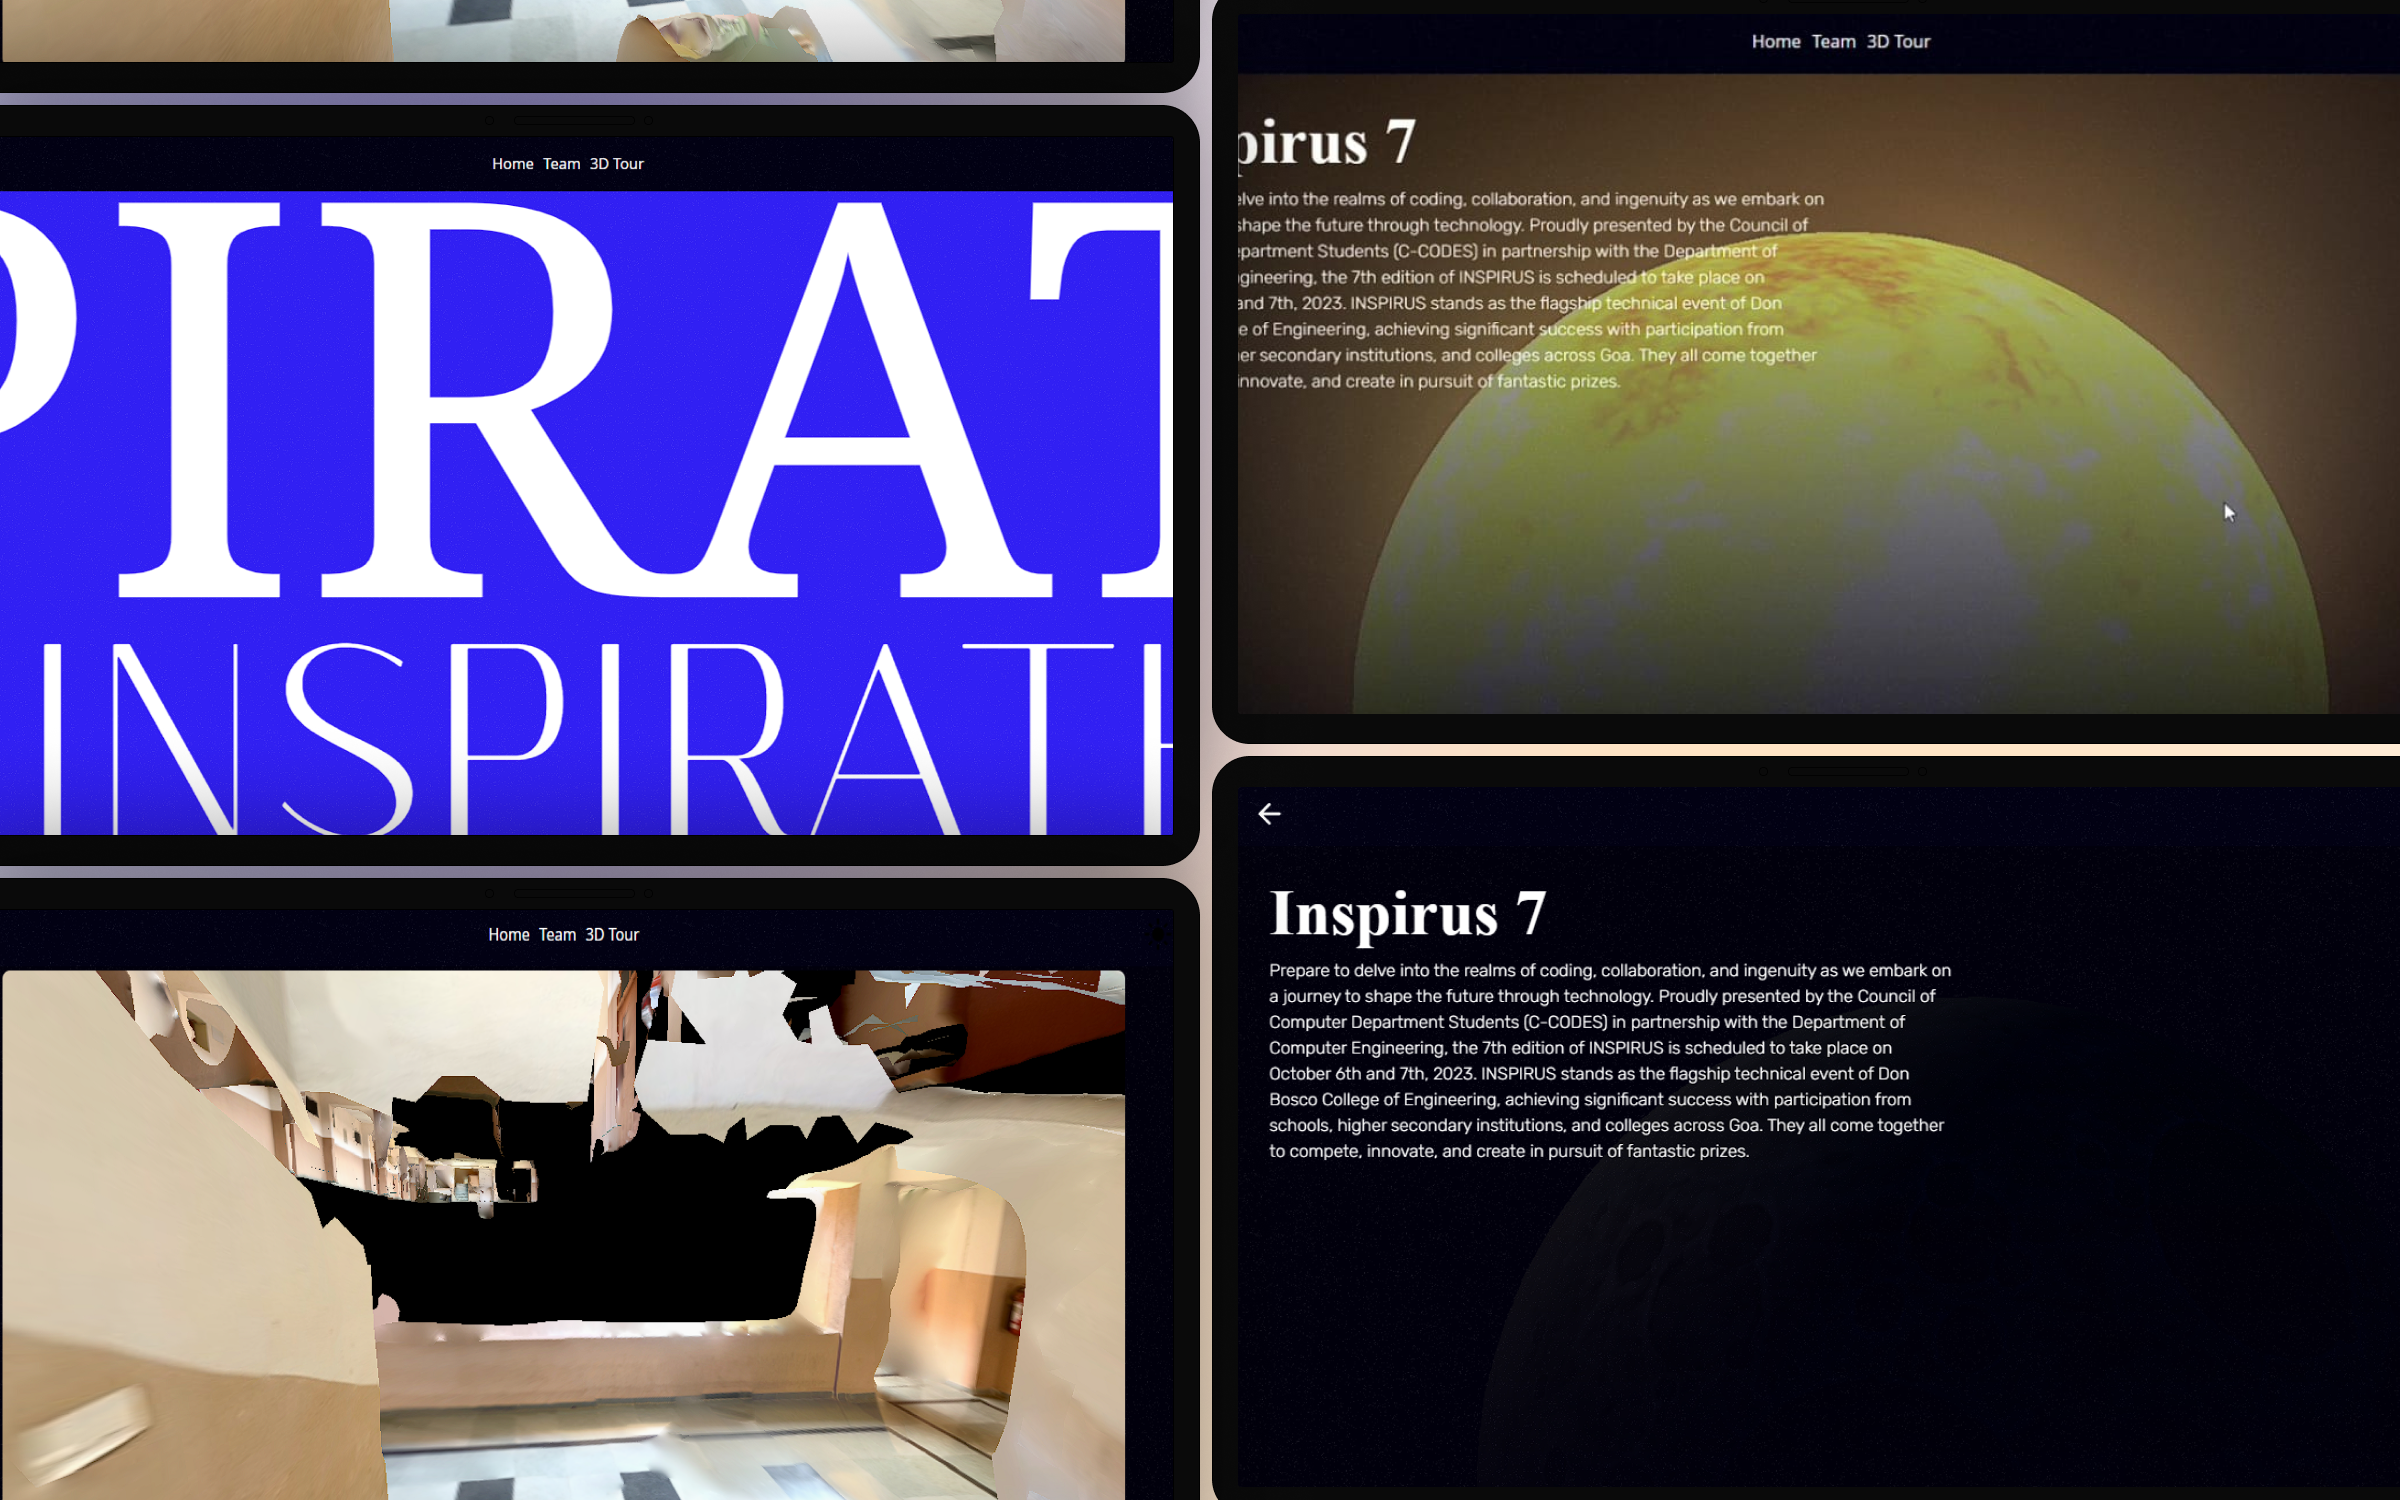 Home Team 3D Tour
PIRAT
INSPIRATI
Home Team 3D Tour
Home Team 3D Tour
pirus 7
elve into the realms of coding, collaboration, and ingenuity as we embark on
shape the future through technology. Proudly presented by the Council of
epartment Students (C-CODES) in partnership with the Department of
gineering, the 7th edition of INSPIRUS is scheduled to take place on
and 7th, 2023. INSPIRUS stands as the flagship technical event of Don
e of Engineering, achieving significant success with participation from
er secondary institutions, and colleges across Goa. They all come together
innovate, and create in pursuit of fantastic prizes.
Inspirus 7
Prepare to delve into the realms of coding, collaboration, and ingenuity as we embark on
a journey to shape the future through technology. Proudly presented by the Council of
Computer Department Students (C-CODES) in partnership with the Department of
Computer Engineering, the 7th edition of INSPIRUS is scheduled to take place on
October 6th and 7th, 2023. INSPIRUS stands as the flagship technical event of Don
Bosco College of Engineering, achieving significant success with participation from
schools, higher secondary institutions, and colleges across Goa. They all come together
to compete, innovate, and create in pursuit of fantastic prizes.